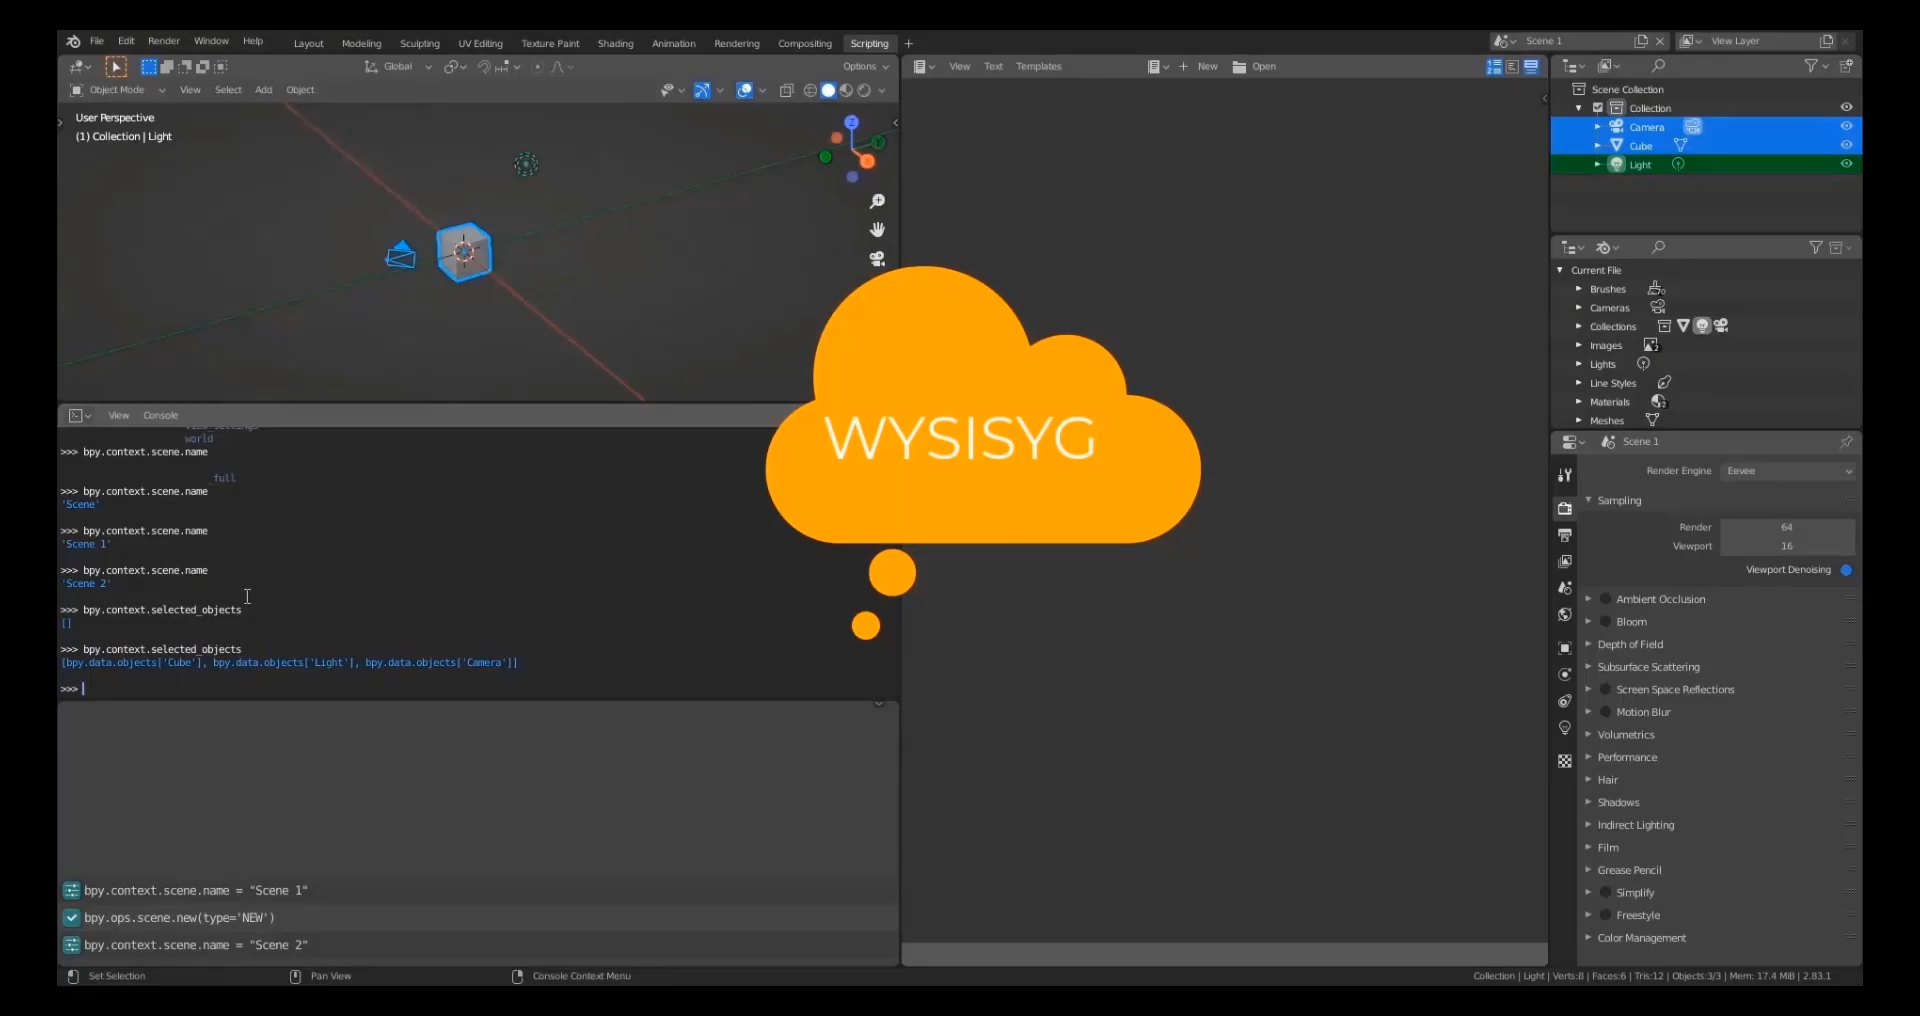 File Edit Render Window Help Layout Modeling Sculpting UV Editing Texture Paint Shading Animation Rendering Compositing Scripting + Scene 1 View Layer
Global Options
Object Mode View Select Add Object
User Perspective
(1) Collection | Light
Z
Y
View Console
world
>>> bpy.context.scene.name
_full
>>> bpy.context.scene.name
'Scene'
>>> bpy.context.scene.name
'Scene 1'
>>> bpy.context.scene.name
'Scene 2'
>>> bpy.context.selected_objects
[]
>>> bpy.context.selected_objects
[bpy.data.objects['Cube'], bpy.data.objects['Light'], bpy.data.objects['Camera']]
>>>
bpy.context.scene.name = "Scene 1"
bpy.ops.scene.new(type='NEW')
bpy.context.scene.name = "Scene 2"
View Text Templates New Open
WYSISYG
Scene Collection
Collection
Camera
Cube
Light
Current File
Brushes
Cameras
Collections
Images 2
Lights
Line Styles
Materials 2
Meshes
Scene 1
Render Engine Eevee
Sampling
Render 64
Viewport 16
Viewport Denoising
Ambient Occlusion
Bloom
Depth of Field
Subsurface Scattering
Screen Space Reflections
Motion Blur
Volumetrics
Performance
Hair
Shadows
Indirect Lighting
Film
Grease Pencil
Simplify
Freestyle
Color Management
Set Selection Pan View Console Context Menu Collection | Light | Verts:8 | Faces:6 | Tris:12 | Objects:3/3 | Mem: 17.4 MiB | 2.83.1